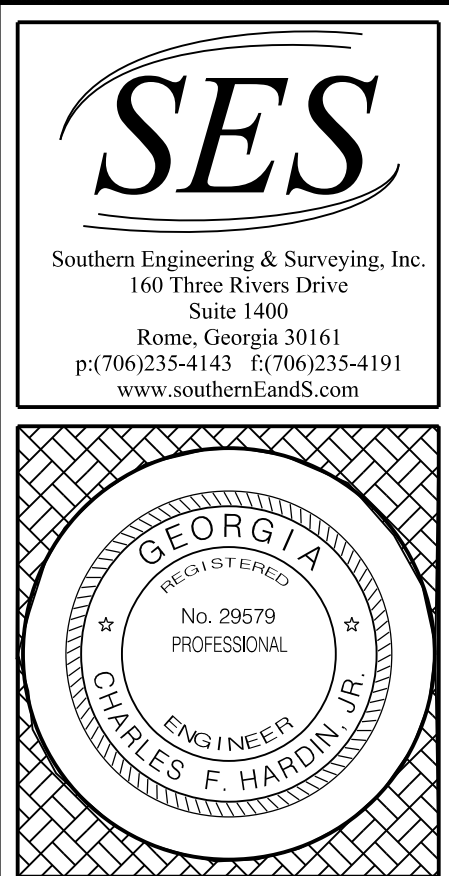 SES
Southern Engineering & Surveying, Inc.
160 Three Rivers Drive
Suite 1400
Rome, Georgia 30161
p:(706)235-4143 f:(706)235-4191
www.southernEandS.com
GEORGIA
REGISTERED
No. 29579
PROFESSIONAL
ENGINEER
CHARLES F. HARDIN, JR.